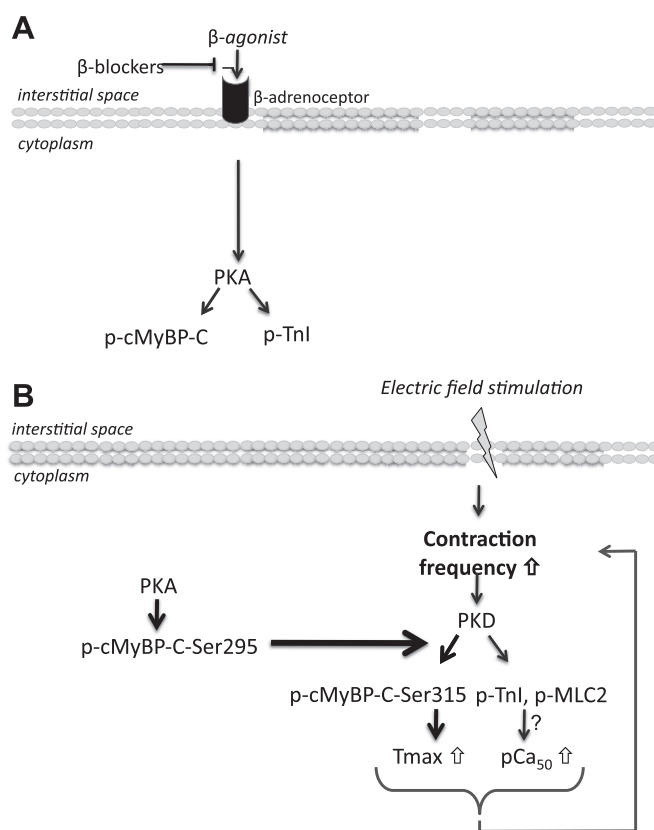 A
β-agonist
β-blockers
interstitial space
β-adrenoceptor
cytoplasm
PKA
p-cMyBP-C
p-TnI
B
Electric field stimulation
interstitial space
cytoplasm
Contraction
frequency ⇧
PKA
PKD
p-cMyBP-C-Ser295
p-cMyBP-C-Ser315 p-TnI, p-MLC2
?
Tmax ⇧ pCa₅₀ ⇧